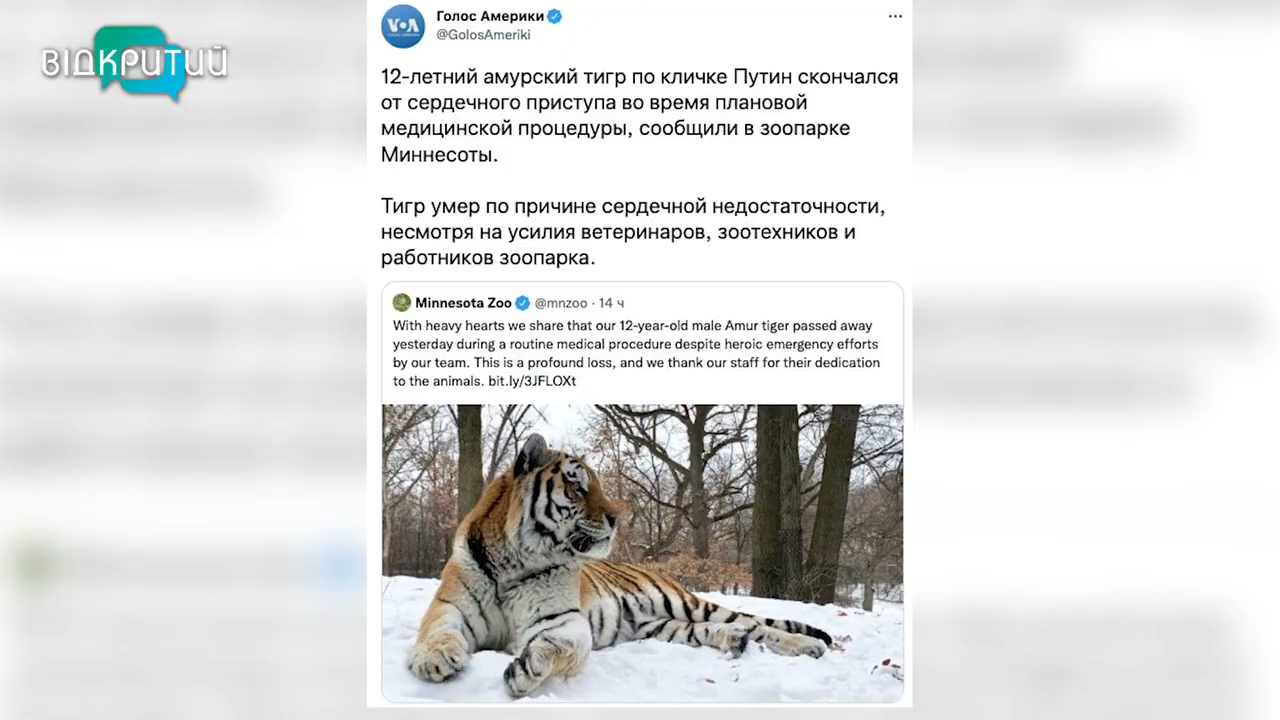 ВІДКРИТИЙ
VOA
Голос Америки
@GolosAmeriki
12-летний амурский тигр по кличке Путин скончался
от сердечного приступа во время плановой
медицинской процедуры, сообщили в зоопарке
Миннесоты.
Тигр умер по причине сердечной недостаточности,
несмотря на усилия ветеринаров, зоотехников и
работников зоопарка.
Minnesota Zoo @mnzoo · 14 ч
With heavy hearts we share that our 12-year-old male Amur tiger passed away
yesterday during a routine medical procedure despite heroic emergency efforts
by our team. This is a profound loss, and we thank our staff for their dedication
to the animals. bit.ly/3JFLOXt